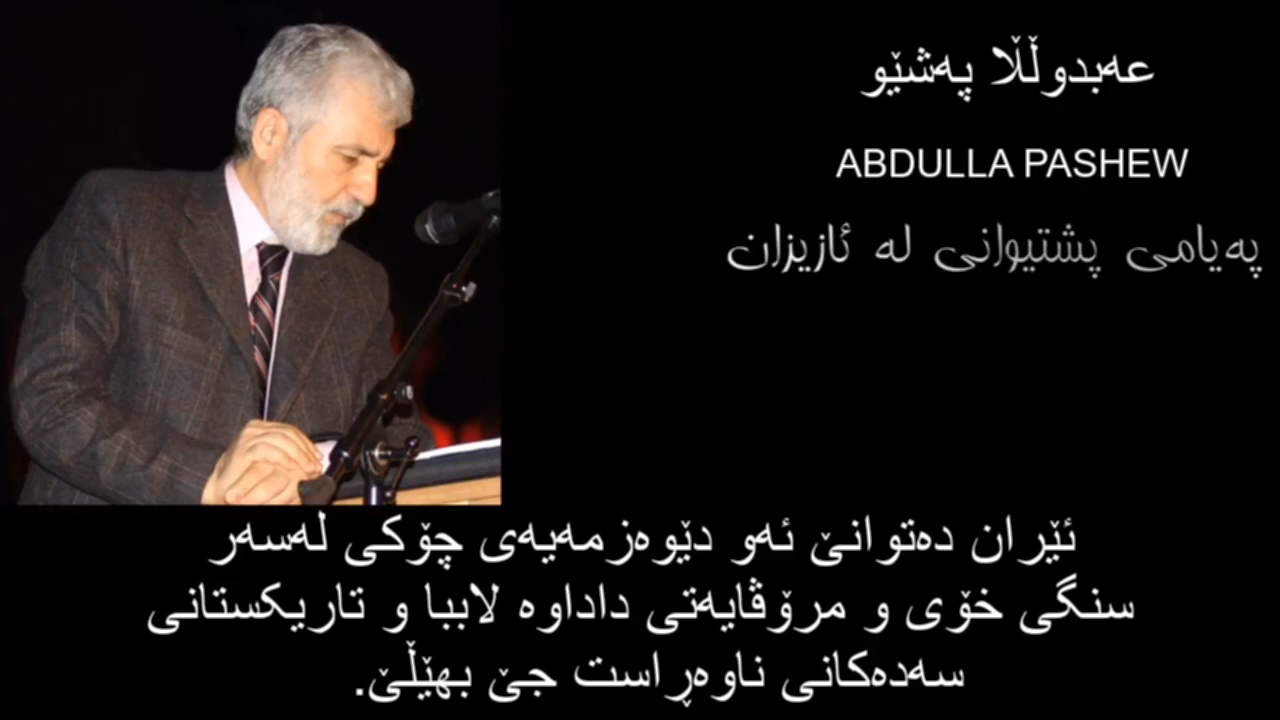 عەبدوڵڵا پەشێو
ABDULLA PASHEW
پەیامی پشتیوانی لە ئازیزان
ئێران دەتوانێ ئەو دێوەزمەیەی چۆکی لەسەر
سنگی خۆی و مرۆڤایەتی داداوە لاببا و تاریکستانی
سەدەکانی ناوەڕاست جێ بهێڵێ.